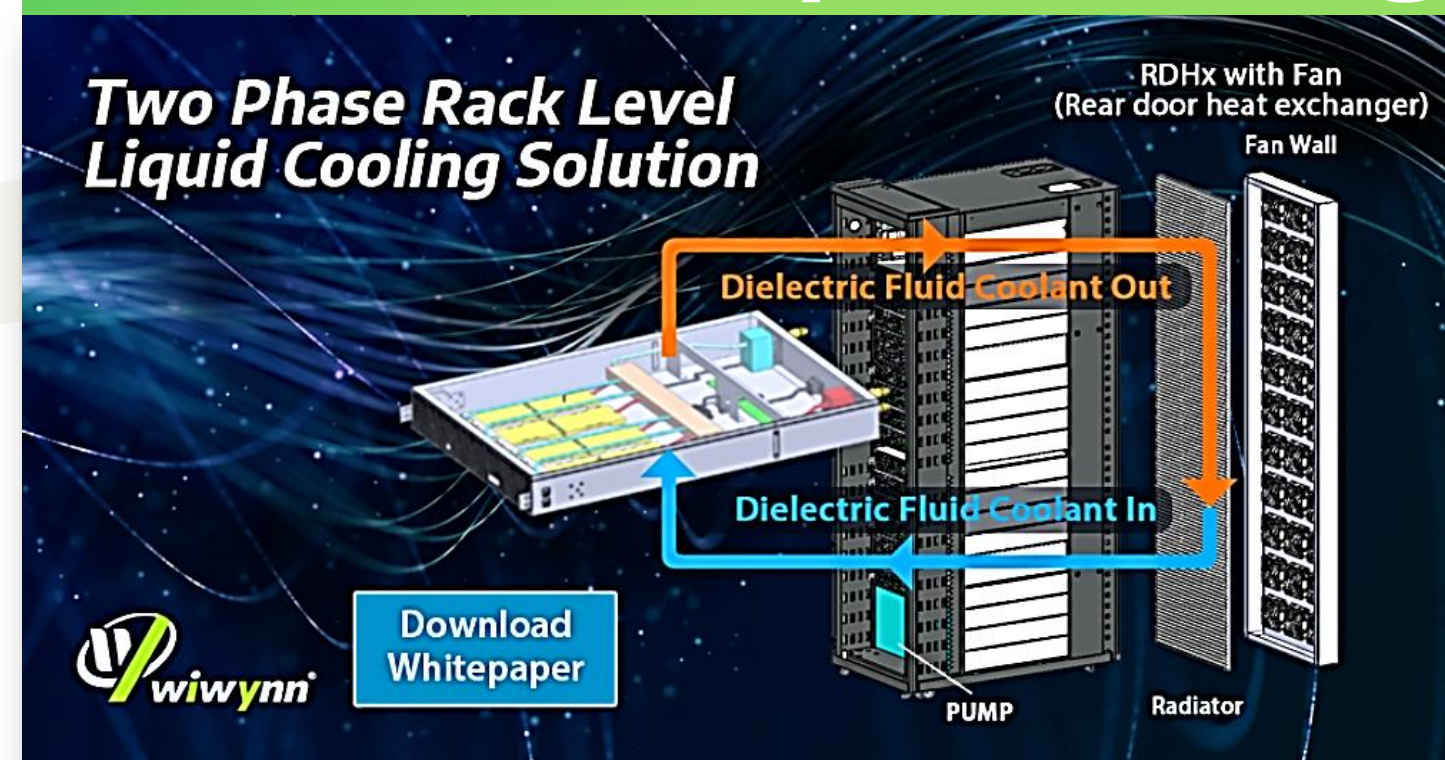 Two Phase Rack Level
Liquid Cooling Solution
RDHx with Fan
(Rear door heat exchanger)
Fan Wall
Dielectric Fluid Coolant Out
Dielectric Fluid Coolant In
Download
Whitepaper
wiwynn®
PUMP
Radiator